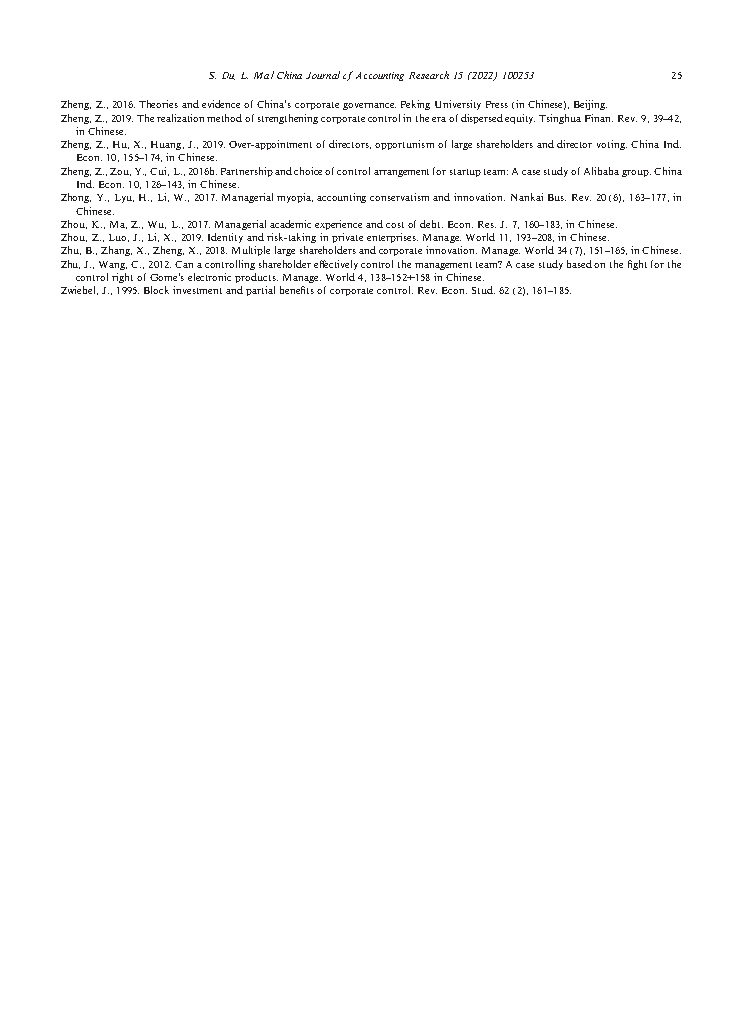 S. Du, L. Ma / China Journal of Accounting Research 15 (2022) 100253 25
Zheng, Z., 2016. Theories and evidence of China's corporate governance. Peking University Press (in Chinese), Beijing.
Zheng, Z., 2019. The realization method of strengthening corporate control in the era of dispersed equity. Tsinghua Finan. Rev. 9, 39–42,
in Chinese.
Zheng, Z., Hu, X., Huang, J., 2019. Over-appointment of directors, opportunism of large shareholders and director voting. China Ind.
Econ. 10, 155–174, in Chinese.
Zheng, Z., Zou, Y., Cui, L., 2016b. Partnership and choice of control arrangement for startup team: A case study of Alibaba group. China
Ind. Econ. 10, 126–143, in Chinese.
Zhong, Y., Lyu, H., Li, W., 2017. Managerial myopia, accounting conservatism and innovation. Nankai Bus. Rev. 20 (6), 163–177, in
Chinese.
Zhou, K., Ma, Z., Wu, L., 2017. Managerial academic experience and cost of debt. Econ. Res. J. 7, 160–183, in Chinese.
Zhou, Z., Luo, J., Li, X., 2019. Identity and risk-taking in private enterprises. Manage. World 11, 193–208, in Chinese.
Zhu, B., Zhang, X., Zheng, X., 2018. Multiple large shareholders and corporate innovation. Manage. World 34 (7), 151–165, in Chinese.
Zhu, J., Wang, C., 2012. Can a controlling shareholder effectively control the management team? A case study based on the fight for the
control right of Gome's electronic products. Manage. World 4, 138–152+158 in Chinese.
Zwiebel, J., 1995. Block investment and partial benefits of corporate control. Rev. Econ. Stud. 62 (2), 161–185.